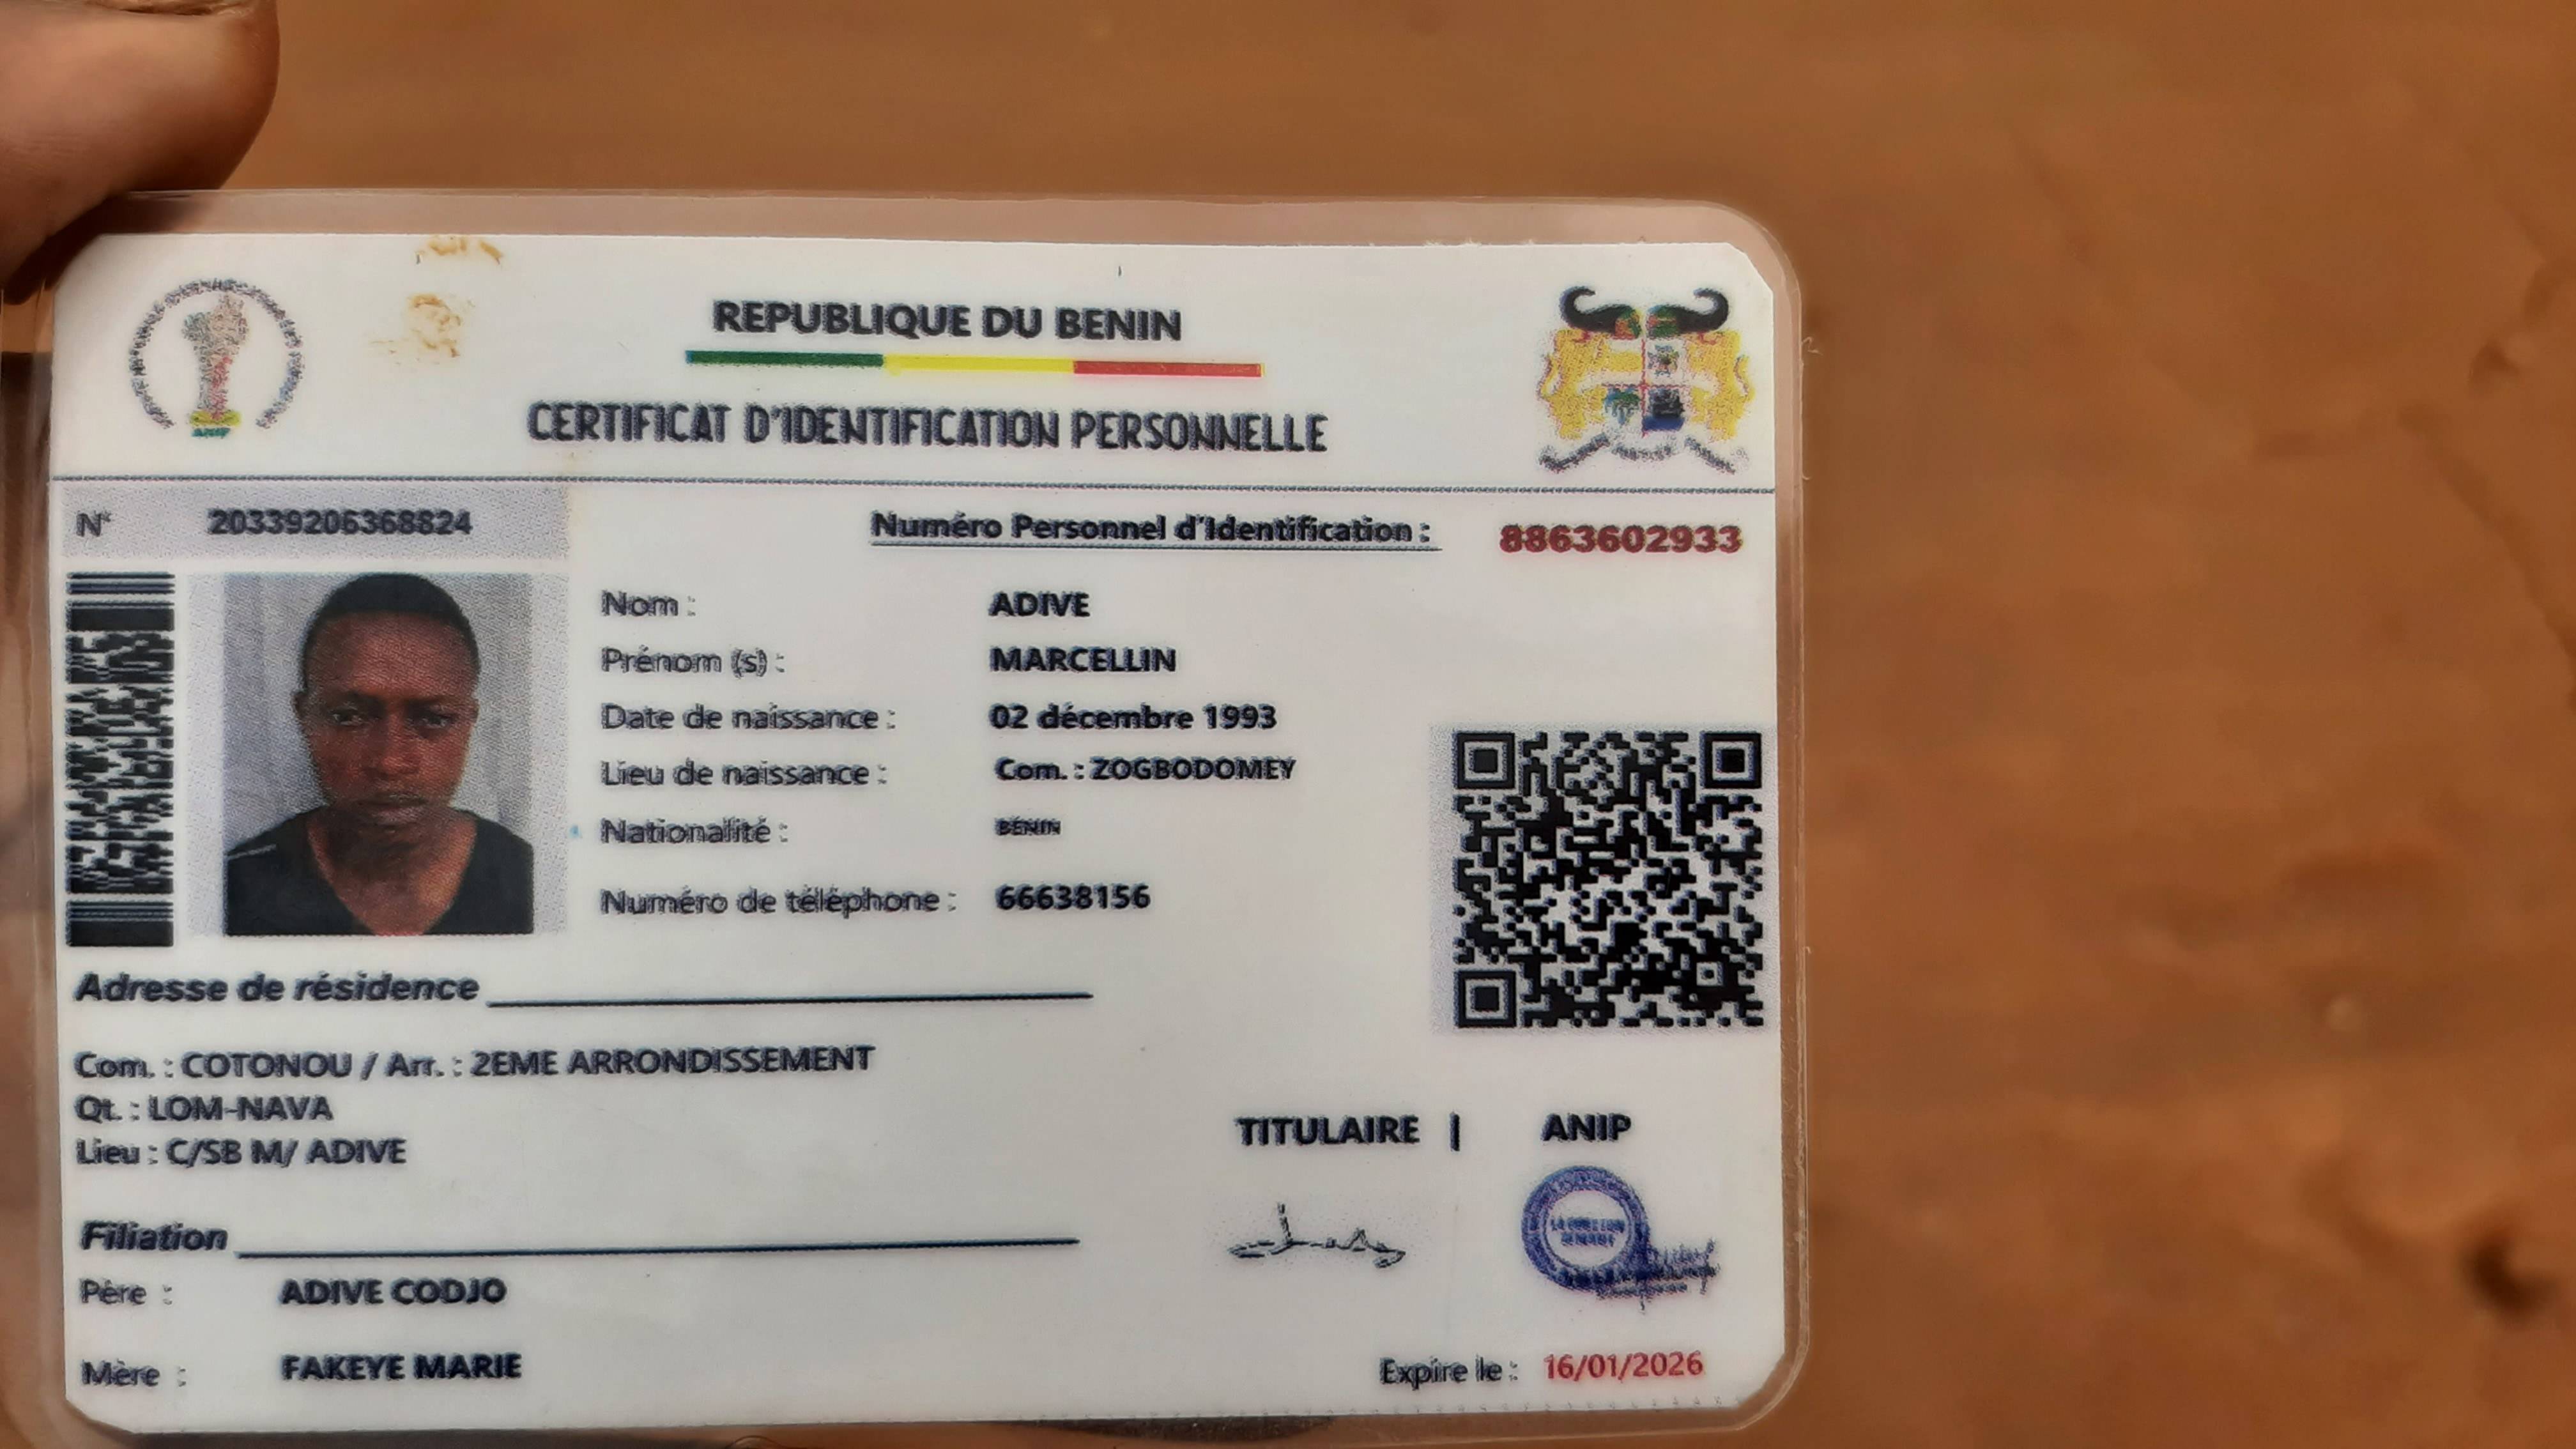 REPUBLIQUE DU BENIN
CERTIFICAT D'IDENTIFICATION PERSONNELLE
ANIP
N° 20339206368824
Numéro Personnel d'Identification : 8863602933
Nom : ADIVE
Prénom (s) : MARCELLIN
Date de naissance : 02 décembre 1993
Lieu de naissance : Com. : ZOGBODOMEY
Nationalité : BENIN
Numéro de téléphone : 66638156
Adresse de résidence
Com. : COTONOU / Arr. : 2EME ARRONDISSEMENT
Qt. : LOM-NAVA
Lieu : C/SB M/ ADIVE
TITULAIRE | ANIP
Filiation
Père : ADIVE CODJO
Mère : FAKEYE MARIE
Expire le : 16/01/2026